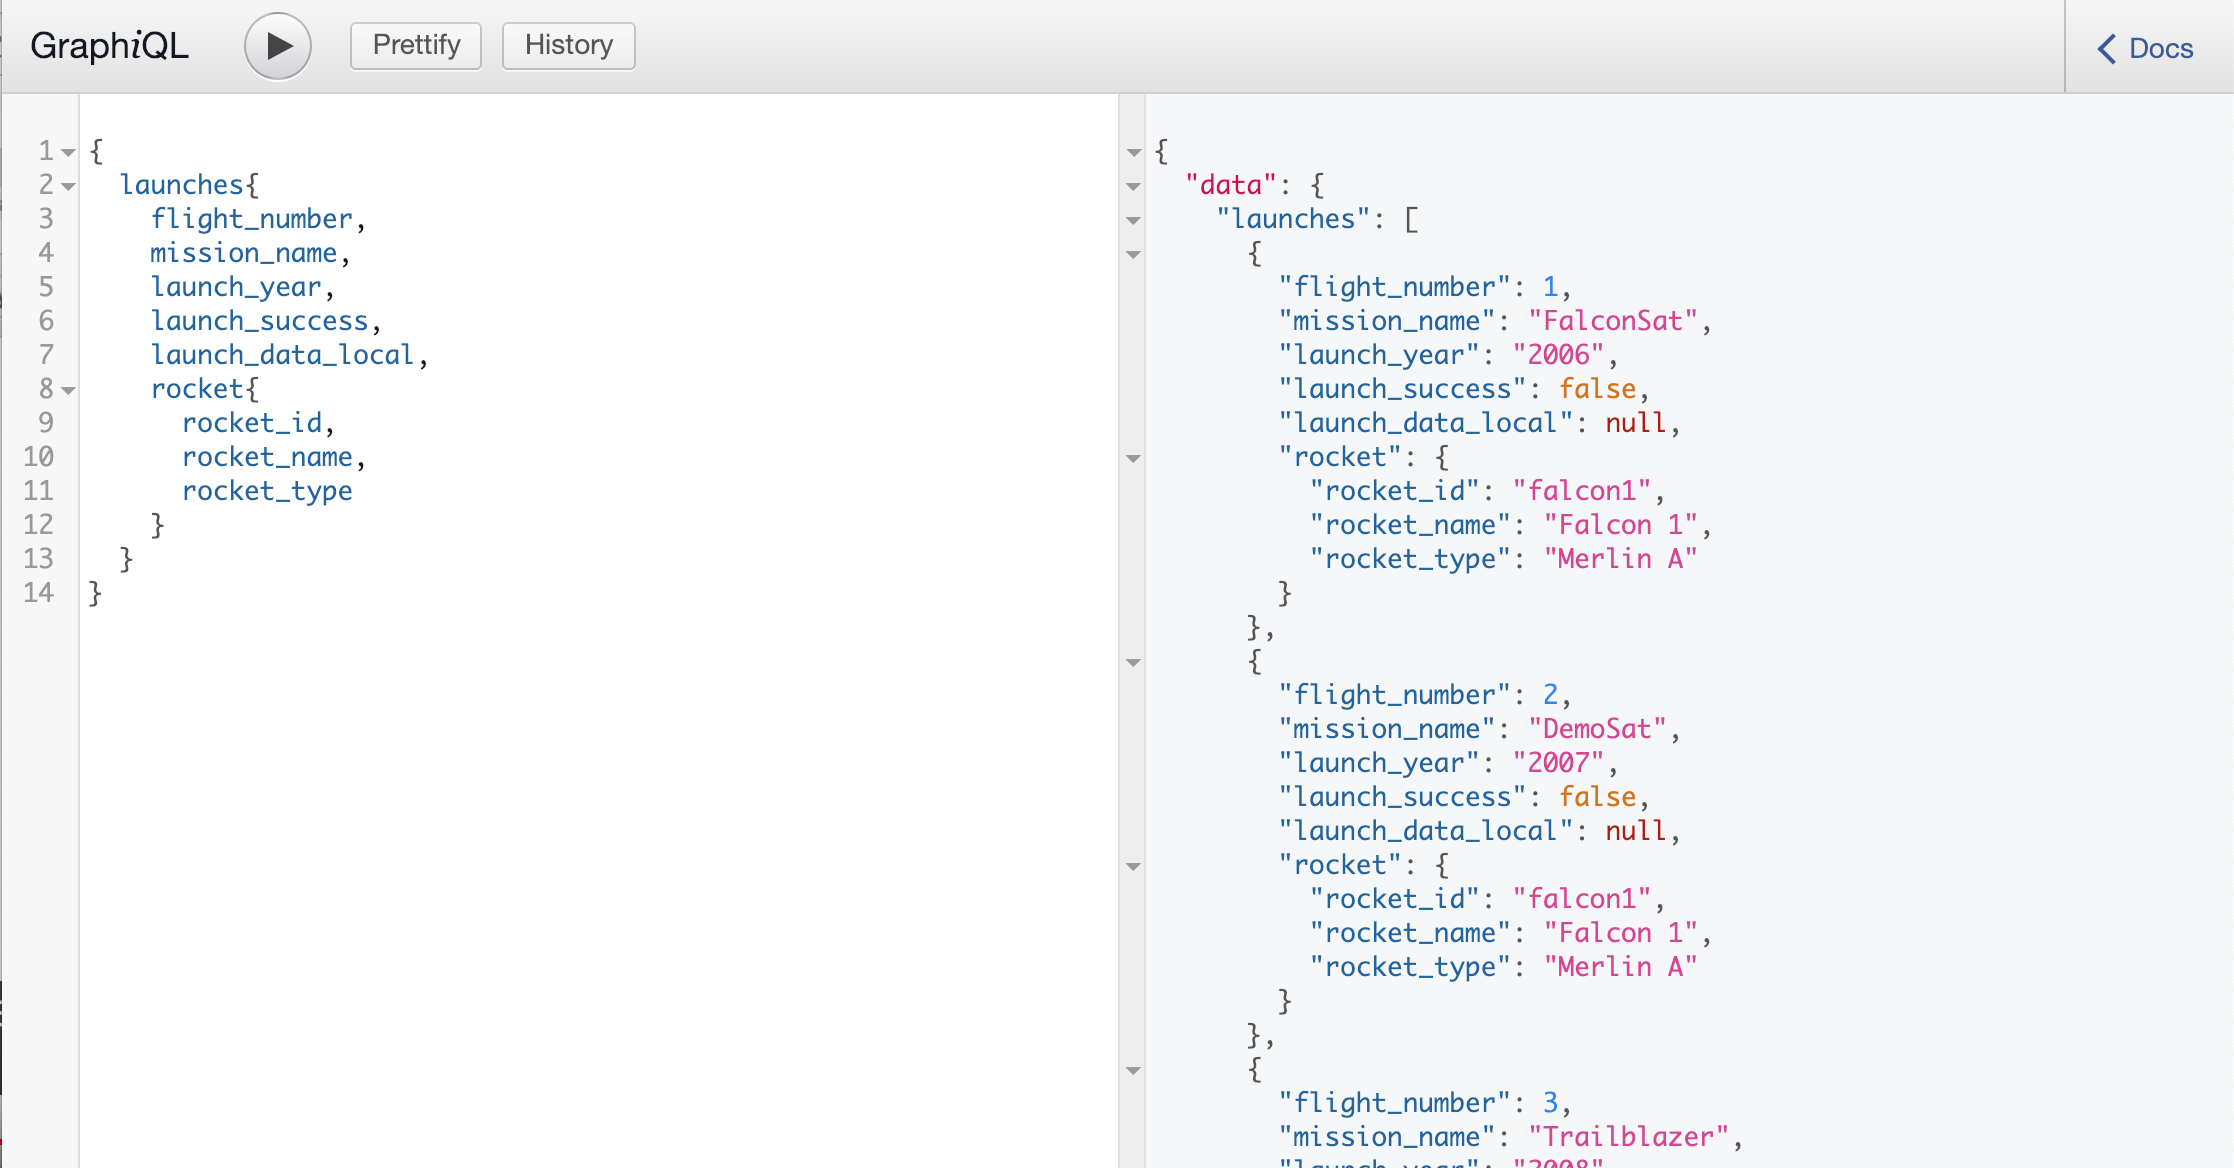 GraphiQL Prettify History Docs
1 {
2 launches{
3 flight_number,
4 mission_name,
5 launch_year,
6 launch_success,
7 launch_data_local,
8 rocket{
9 rocket_id,
10 rocket_name,
11 rocket_type
12 }
13 }
14 }
{
"data": {
"launches": [
{
"flight_number": 1,
"mission_name": "FalconSat",
"launch_year": "2006",
"launch_success": false,
"launch_data_local": null,
"rocket": {
"rocket_id": "falcon1",
"rocket_name": "Falcon 1",
"rocket_type": "Merlin A"
}
},
{
"flight_number": 2,
"mission_name": "DemoSat",
"launch_year": "2007",
"launch_success": false,
"launch_data_local": null,
"rocket": {
"rocket_id": "falcon1",
"rocket_name": "Falcon 1",
"rocket_type": "Merlin A"
}
},
{
"flight_number": 3,
"mission_name": "Trailblazer",
"launch_year": "2008"